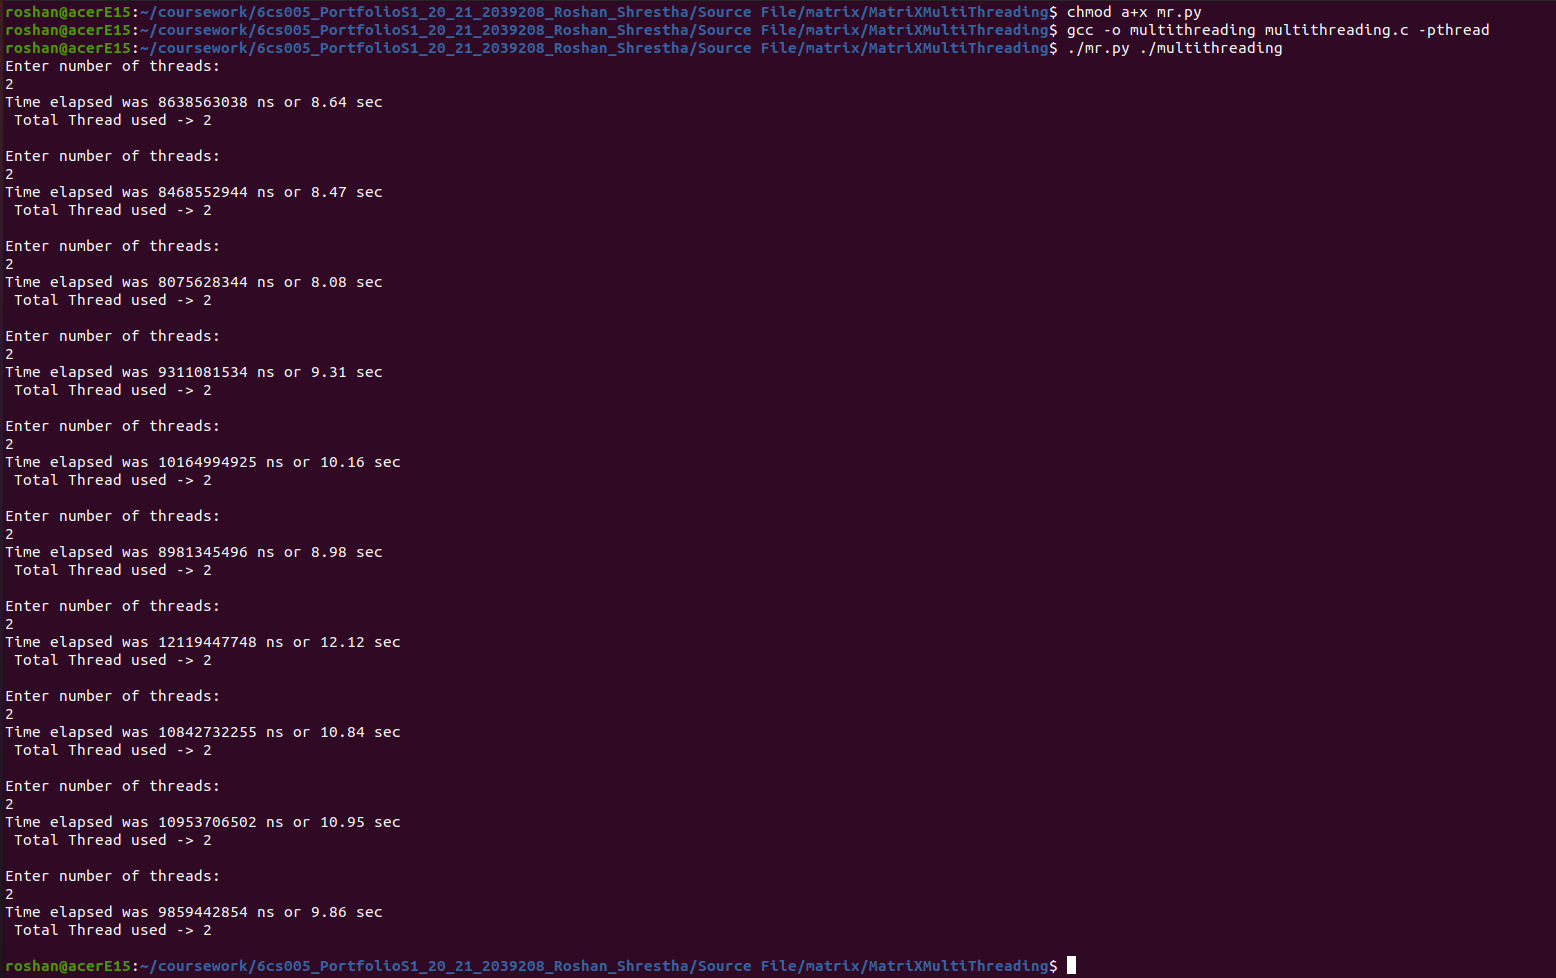 roshan@acerE15:~/coursework/6cs005_PortfolioS1_20_21_2039208_Roshan_Shrestha/Source File/matrix/MatriXMultiThreading$ chmod a+x mr.py
roshan@acerE15:~/coursework/6cs005_PortfolioS1_20_21_2039208_Roshan_Shrestha/Source File/matrix/MatriXMultiThreading$ gcc -o multithreading multithreading.c -pthread
roshan@acerE15:~/coursework/6cs005_PortfolioS1_20_21_2039208_Roshan_Shrestha/Source File/matrix/MatriXMultiThreading$ ./mr.py ./multithreading
Enter number of threads:
2
Time elapsed was 8638563038 ns or 8.64 sec
 Total Thread used -> 2

Enter number of threads:
2
Time elapsed was 8468552944 ns or 8.47 sec
 Total Thread used -> 2

Enter number of threads:
2
Time elapsed was 8075628344 ns or 8.08 sec
 Total Thread used -> 2

Enter number of threads:
2
Time elapsed was 9311081534 ns or 9.31 sec
 Total Thread used -> 2

Enter number of threads:
2
Time elapsed was 10164994925 ns or 10.16 sec
 Total Thread used -> 2

Enter number of threads:
2
Time elapsed was 8981345496 ns or 8.98 sec
 Total Thread used -> 2

Enter number of threads:
2
Time elapsed was 12119447748 ns or 12.12 sec
 Total Thread used -> 2

Enter number of threads:
2
Time elapsed was 10842732255 ns or 10.84 sec
 Total Thread used -> 2

Enter number of threads:
2
Time elapsed was 10953706502 ns or 10.95 sec
 Total Thread used -> 2

Enter number of threads:
2
Time elapsed was 9859442854 ns or 9.86 sec
 Total Thread used -> 2

roshan@acerE15:~/coursework/6cs005_PortfolioS1_20_21_2039208_Roshan_Shrestha/Source File/matrix/MatriXMultiThreading$